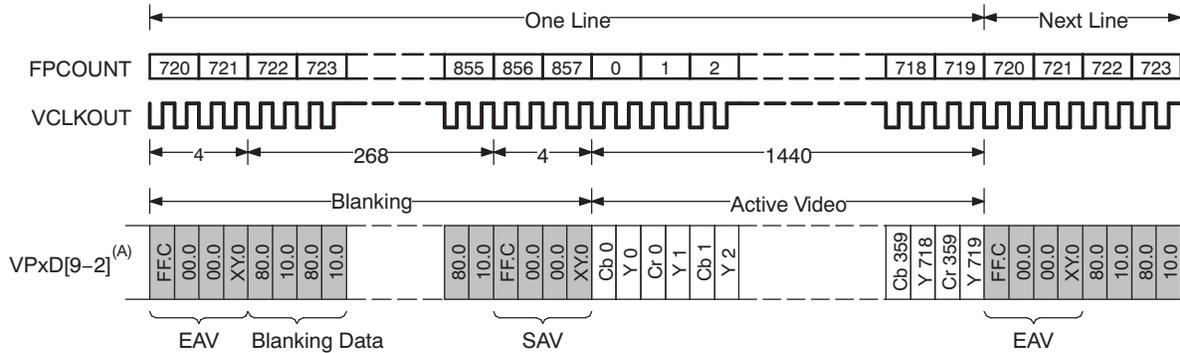 One Line Next Line
FPCOUNT 720 721 722 723 855 856 857 0 1 2 718 719 720 721 722 723
VCLKOUT
4 268 4 1440
Blanking Active Video
VPxD[9−2](A) FF.C 00.0 00.0 XY.0 80.0 10.0 80.0 10.0 80.0 10.0 FF.C 00.0 00.0 XY.0 Cb 0 Y 0 Cr 0 Y 1 Cb 1 Y 2 Cb 359 Y 718 Cr 359 Y 719 FF.C 00.0 00.0 XY.0 80.0 10.0 80.0 10.0
EAV Blanking Data SAV EAV